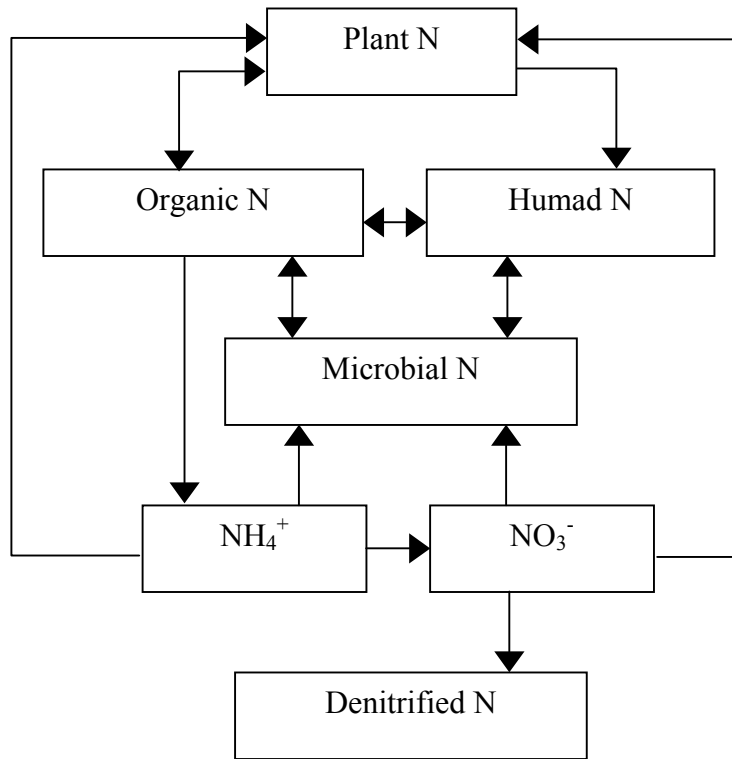 Plant N
Organic N
Humad N
Microbial N
NH₄⁺
NO₃⁻
Denitrified N